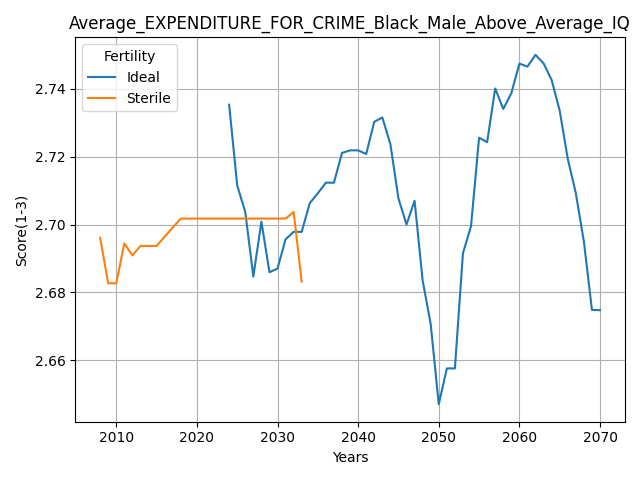 Average_EXPENDITURE_FOR_CRIME_Black_Male_Above_Average_IQ
Fertility
Ideal
Sterile
2.74
2.72
2.70
2.68
2.66
Score(1-3)
2010 2020 2030 2040 2050 2060 2070
Years